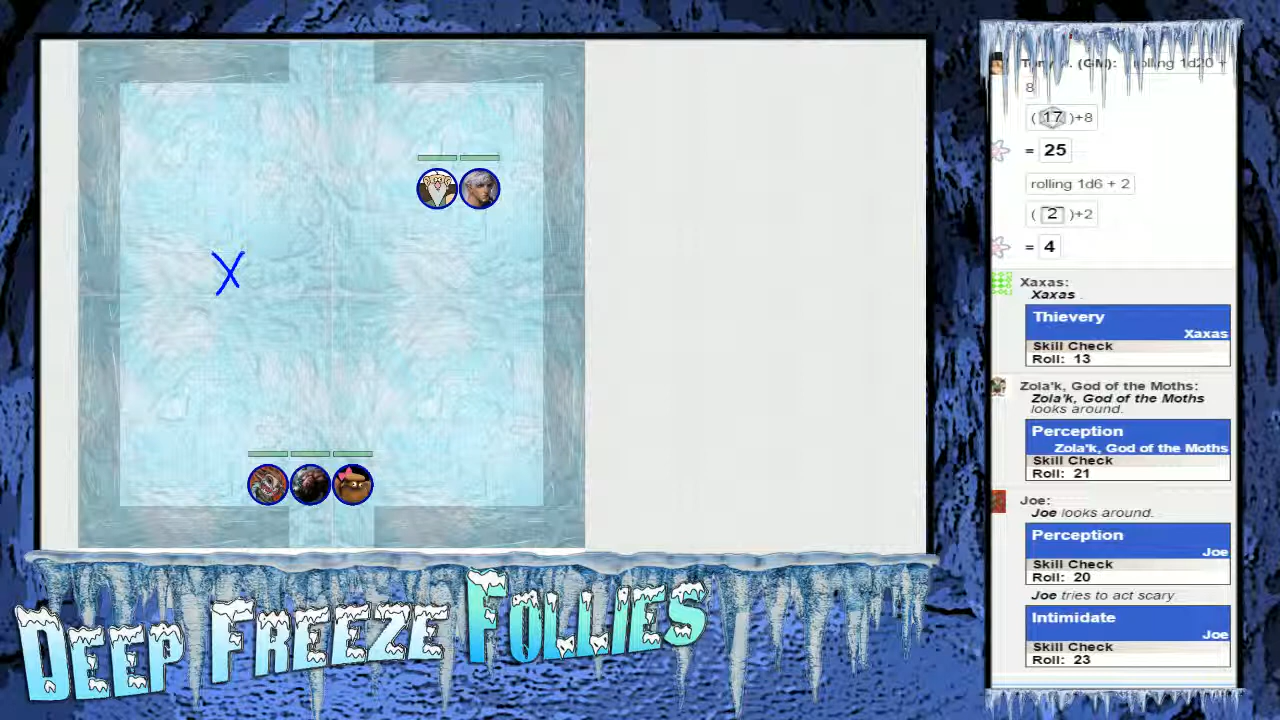 (GM): rolling 1d20 +
8
(17)+8
= 25
rolling 1d6 + 2
(2)+2
= 4
Xaxas:
Xaxas .
Thievery
Xaxas
Skill Check
Roll: 13
Zola'k, God of the Moths:
Zola'k, God of the Moths
looks around.
Perception
Zola'k, God of the Moths
Skill Check
Roll: 21
Joe:
Joe looks around.
Perception
Joe
Skill Check
Roll: 20
Joe tries to act scary
Intimidate
Joe
Skill Check
Roll: 23
X
DEEP FREEZE FOLLIES